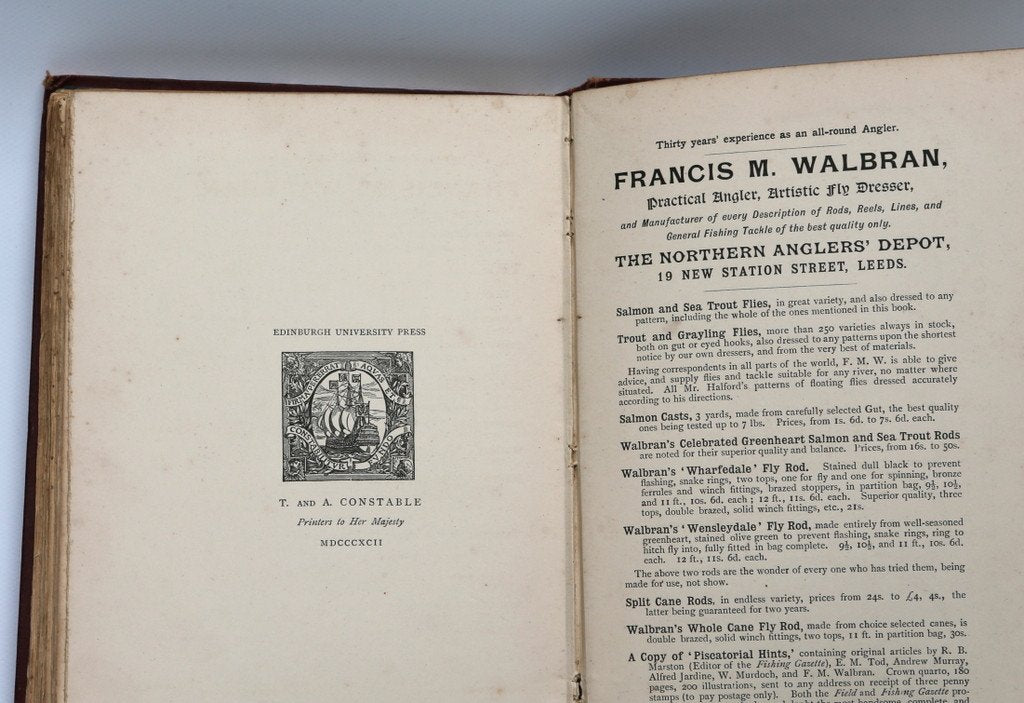 EDINBURGH UNIVERSITY PRESS
T. AND A. CONSTABLE
Printers to Her Majesty
MDCCCXCII
Thirty years' experience as an all-round Angler.
FRANCIS M. WALBRAN,
Practical Angler, Artistic Fly Dresser,
and Manufacturer of every Description of Rods, Reels, Lines, and
General Fishing Tackle of the best quality only.
THE NORTHERN ANGLERS' DEPOT,
19 NEW STATION STREET, LEEDS.
Salmon and Sea Trout Flies, in great variety, and also dressed to any
pattern, including the whole of the ones mentioned in this book.
Trout and Grayling Flies, more than 250 varieties always in stock,
both on gut or eyed hooks, also dressed to any patterns upon the shortest
notice by our own dressers, and from the very best of materials.
Having correspondents in all parts of the world, F. M. W. is able to give
advice, and supply flies and tackle suitable for any river, no matter where
situated. All Mr. Halford's patterns of floating flies dressed accurately
according to his directions.
Salmon Casts, 3 yards, made from carefully selected Gut, the best quality
ones being tested up to 7 lbs. Prices, from 1s. 6d. to 7s. 6d. each.
Walbran's Celebrated Greenheart Salmon and Sea Trout Rods
are noted for their superior quality and balance. Prices, from 16s. to 50s.
Walbran's 'Wharfedale' Fly Rod. Stained dull black to prevent
flashing, snake rings, two tops, one for fly and one for spinning, bronze
ferrules and winch fittings, brazed stoppers, in partition bag, 9½, 10½,
and 11 ft., 10s. 6d. each; 12 ft., 11s. 6d. each. Superior quality, three
tops, double brazed, solid winch fittings, etc., 21s.
Walbran's 'Wensleydale' Fly Rod, made entirely from well-seasoned
greenheart, stained olive green to prevent flashing, snake rings, ring to
hitch fly into, fully fitted in bag complete. 9½, 10½, and 11 ft., 10s. 6d.
each. 12 ft., 11s. 6d. each.
The above two rods are the wonder of every one who has tried them, being
made for use, not show.
Split Cane Rods, in endless variety, prices from 24s. to £4, 4s., the
latter being guaranteed for two years.
Walbran's Whole Cane Fly Rod, made from choice selected canes, is
double brazed, solid winch fittings, two tops, 11 ft. in partition bag, 30s.
A Copy of 'Piscatorial Hints,' containing original articles by R. B.
Marston (Editor of the Fishing Gazette), E. M. Tod, Andrew Murray,
Alfred Jardine, W. Murdoch, and F. M. Walbran. Crown quarto, 180
pages, 200 illustrations, sent to any address on receipt of three penny
stamps (to pay postage only). Both the Field and Fishing Gazette pro-